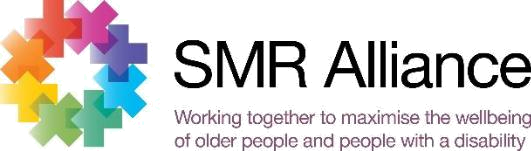 SMR Alliance
Working together to maximise the wellbeing
of older people and people with a disability